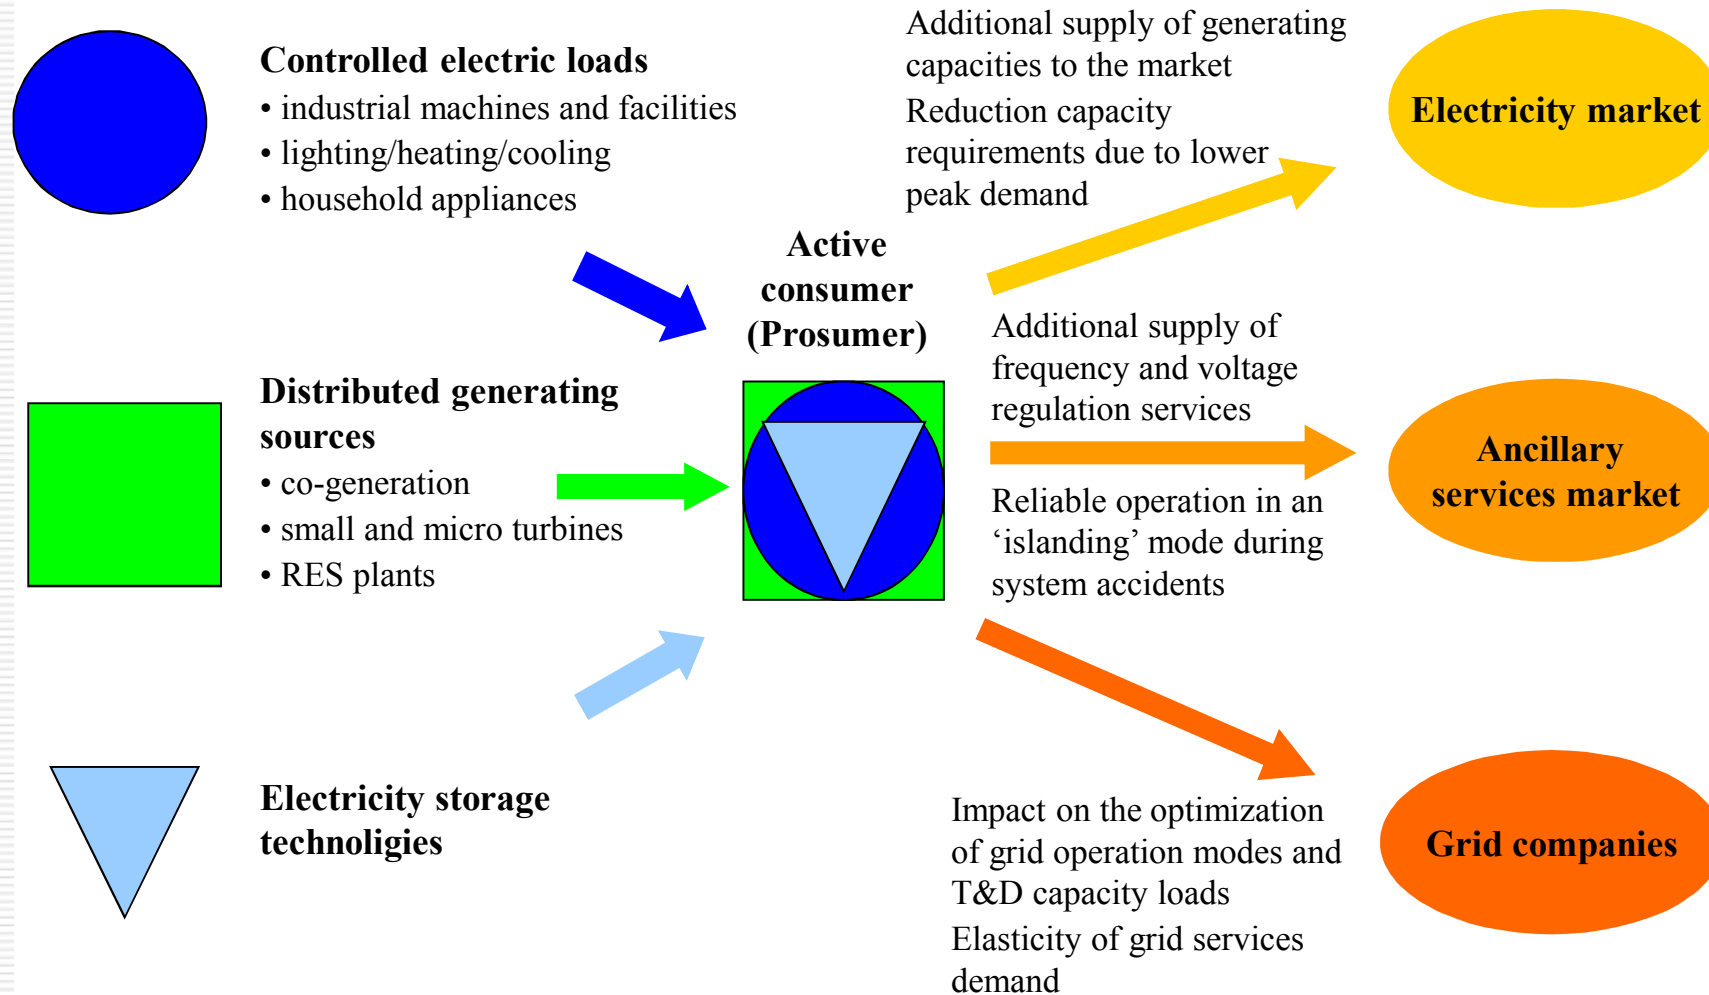 Controlled electric loads
• industrial machines and facilities
• lighting/heating/cooling
• household appliances
Distributed generating
sources
• co-generation
• small and micro turbines
• RES plants
Electricity storage
technoligies
Active
consumer
(Prosumer)
Additional supply of generating
capacities to the market
Reduction capacity
requirements due to lower
peak demand
Additional supply of
frequency and voltage
regulation services
Reliable operation in an
‘islanding’ mode during
system accidents
Impact on the optimization
of grid operation modes and
T&D capacity loads
Elasticity of grid services
demand
Electricity market
Ancillary
services market
Grid companies